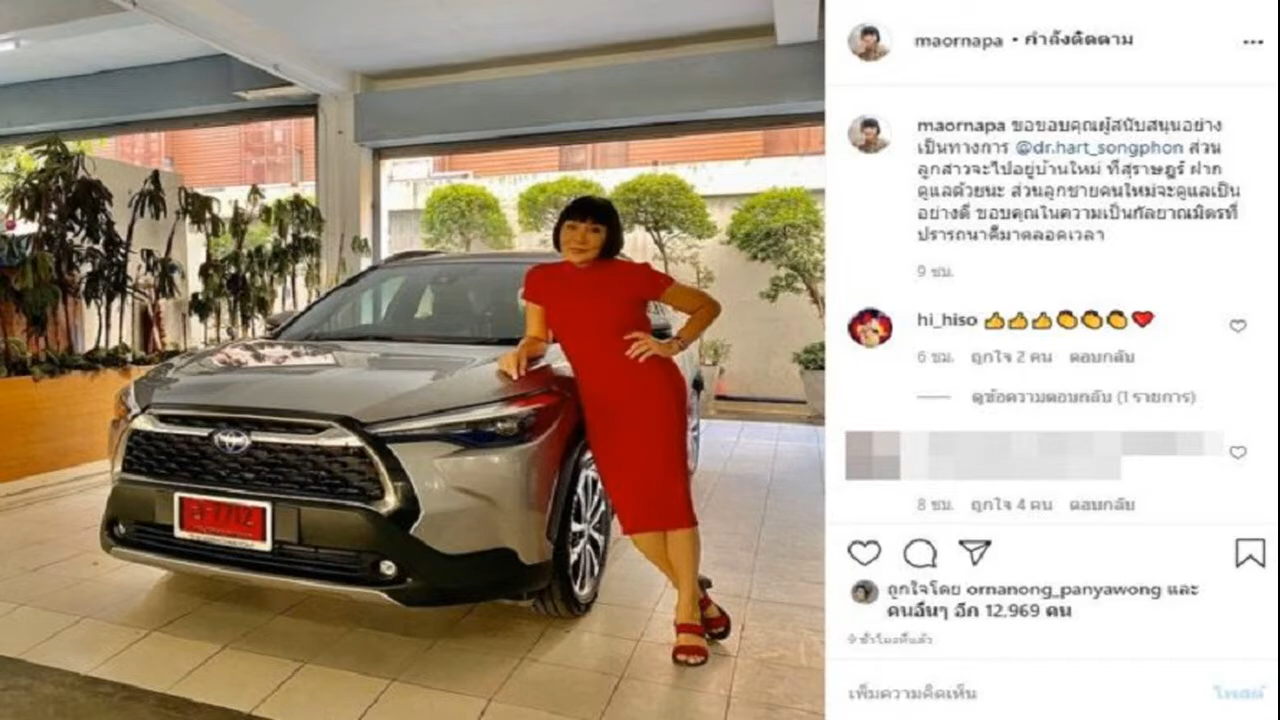 maornapa • กำลังติดตาม
maornapa ขอขอบคุณผู้สนับสนุนอย่าง
เป็นทางการ @dr.hart_songphon ส่วน
ลูกสาวจะไปอยู่บ้านใหม่ ที่สุราษฎร์ ฝาก
ดูแลด้วยนะ ส่วนลูกชายคนใหม่จะดูแลเป็น
อย่างดี ขอบคุณในความเป็นกัลยาณมิตรที่
ปรารถนาดีมาตลอดเวลา
9 ชม.
hi_hiso 👍👍👍👏👏👏❤️
6 ชม. ถูกใจ 2 คน ตอบกลับ
ดูข้อความตอบกลับ (1 รายการ)
8 ชม. ถูกใจ 4 คน ตอบกลับ
ถูกใจโดย ornanong_panyawong และ
คนอื่นๆ อีก 12,969 คน
9 ชั่วโมงที่แล้ว
เพิ่มความคิดเห็น
โพสต์